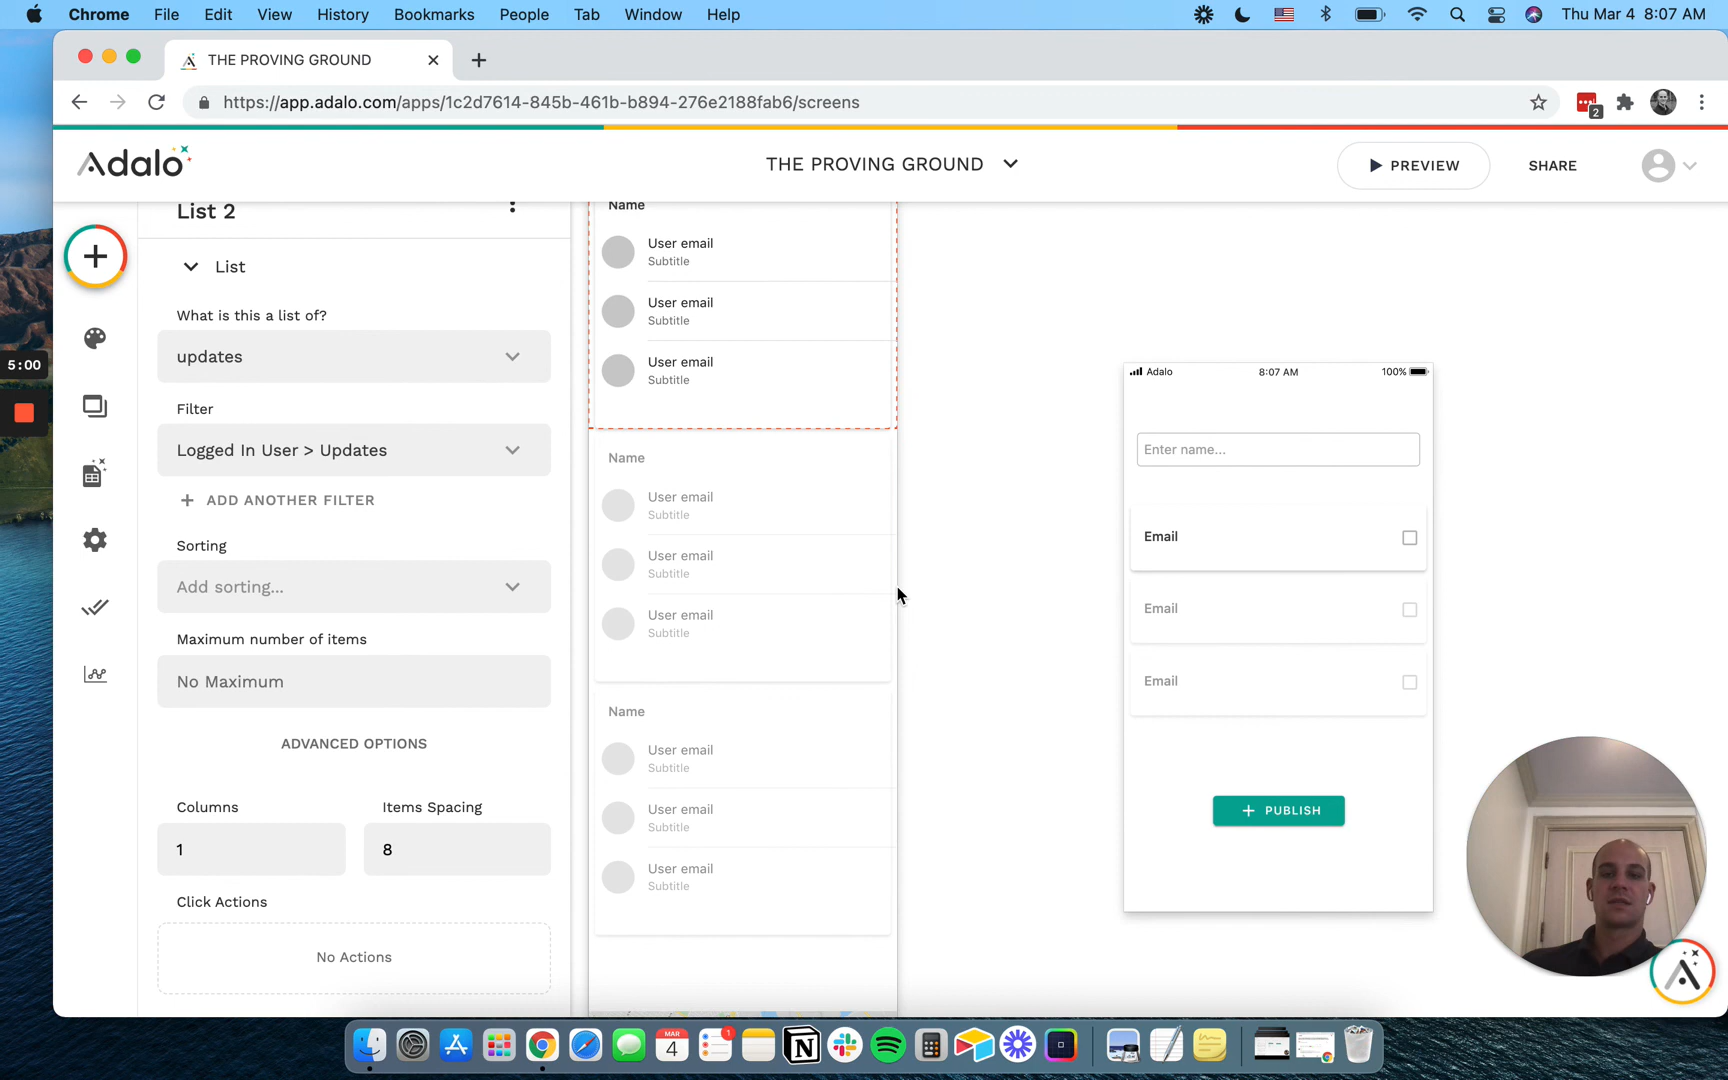 Chrome File Edit View History Bookmarks People Tab Window Help Thu Mar 4 8:07 AM
THE PROVING GROUND
https://app.adalo.com/apps/1c2d7614-845b-461b-b894-276e2188fab6/screens
2
Adalo
THE PROVING GROUND
PREVIEW
SHARE
5:00
List 2
List
What is this a list of?
updates
Filter
Logged In User > Updates
+ ADD ANOTHER FILTER
Sorting
Add sorting...
Maximum number of items
No Maximum
ADVANCED OPTIONS
Columns Items Spacing
1 8
Click Actions
No Actions
Name
User email
Subtitle
User email
Subtitle
User email
Subtitle
Name
User email
Subtitle
User email
Subtitle
User email
Subtitle
Name
User email
Subtitle
User email
Subtitle
User email
Subtitle
Adalo 8:07 AM 100%
Enter name...
Email
Email
Email
+ PUBLISH
MAR
4
1